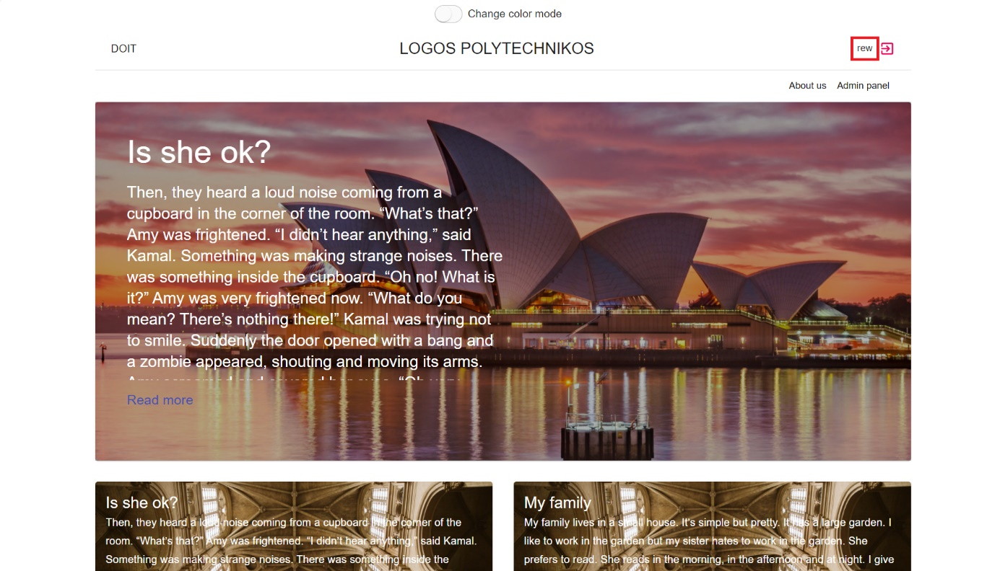 Change color mode
DOIT
LOGOS POLYTECHNIKOS
rew
About us
Admin panel
Is she ok?
Then, they heard a loud noise coming from a
cupboard in the corner of the room. “What’s that?”
Amy was frightened. “I didn’t hear anything,” said
Kamal. Something was making strange noises. There
was something inside the cupboard. “Oh no! What is
it?” Amy was very frightened now. “What do you
mean? There’s nothing there!” Kamal was trying not
to smile. Suddenly the door opened with a bang and
a zombie appeared, shouting and moving its arms.
Read more
Is she ok?
Then, they heard a loud noise coming from a cupboard in the corner of the
room. “What’s that?” Amy was frightened. “I didn’t hear anything,” said Kamal.
Something was making strange noises. There was something inside the
My family
My family lives in a small house. It’s simple but pretty. It has a large garden. I
like to work in the garden but my sister hates to work in the garden. She
prefers to read. She reads in the morning, in the afternoon and at night. I give